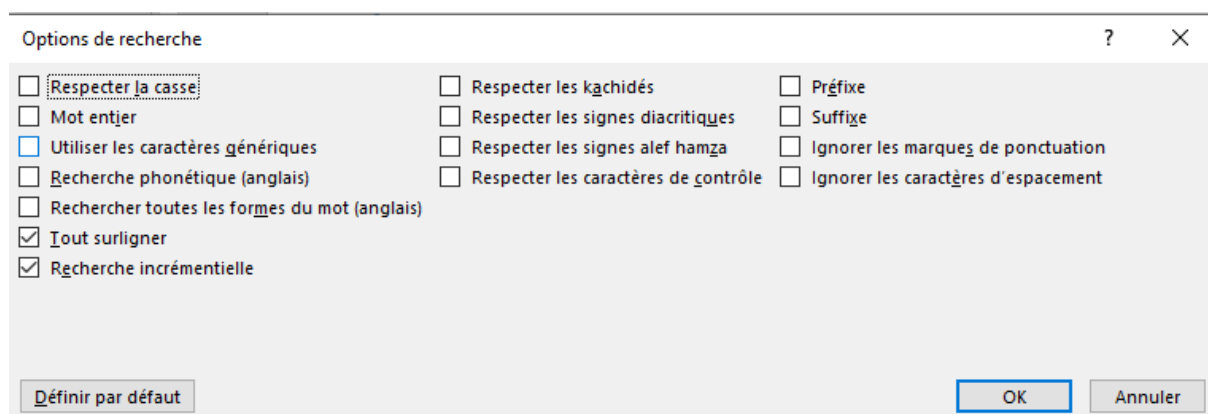 Options de recherche
Respecter la casse
Mot entier
Utiliser les caractères génériques
Recherche phonétique (anglais)
Rechercher toutes les formes du mot (anglais)
Tout surligner
Recherche incrémentielle
Respecter les kachidés
Respecter les signes diacritiques
Respecter les signes alef hamza
Respecter les caractères de contrôle
Préfixe
Suffixe
Ignorer les marques de ponctuation
Ignorer les caractères d'espacement
Définir par défaut
OK
Annuler